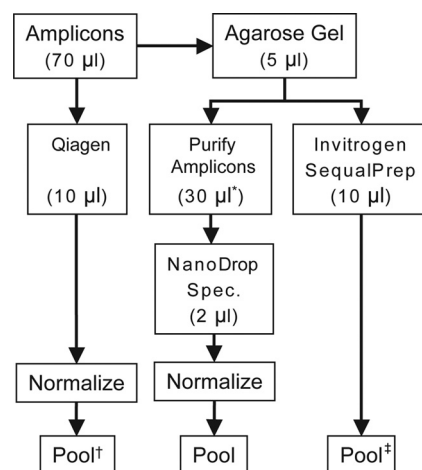 Amplicons
(70 µl)
Agarose Gel
(5 µl)
Qiagen
(10 µl)
Purify
Amplicons
(30 µl*)
Invitrogen
SequalPrep
(10 µl)
NanoDrop
Spec.
(2 µl)
Normalize
Normalize
Pool†
Pool
Pool‡